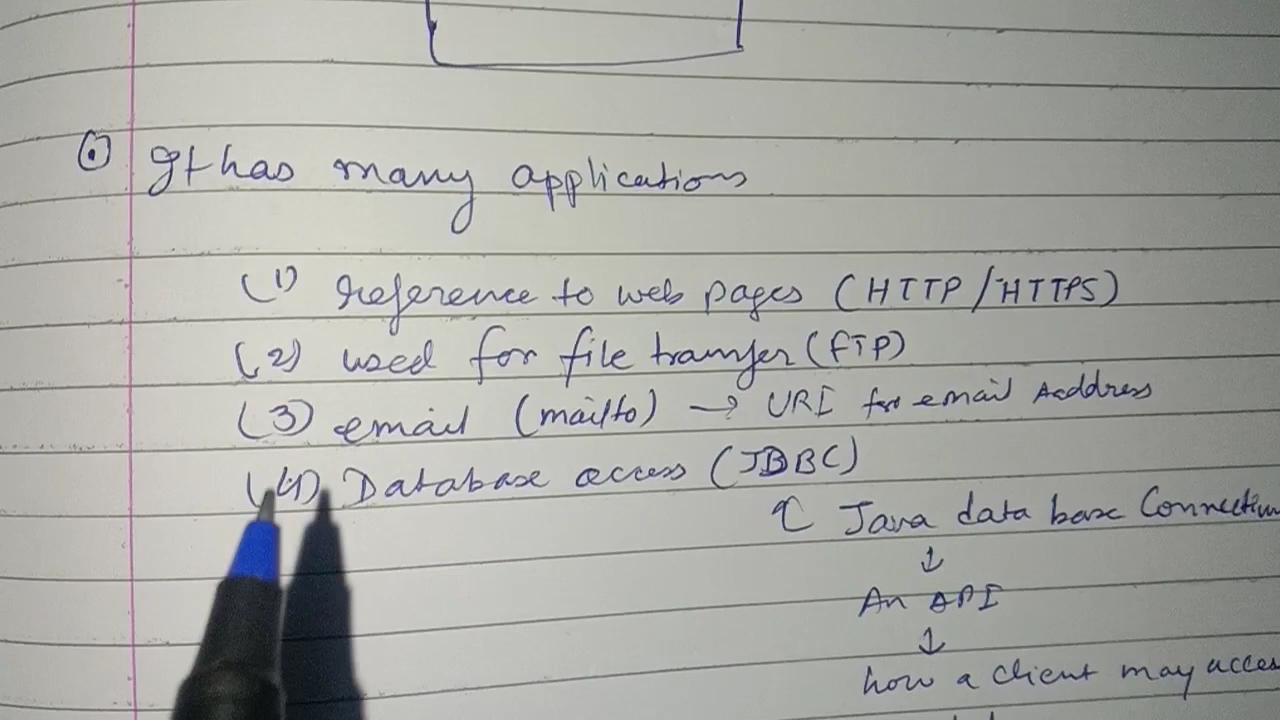 It has many applications
(1) reference to web pages (HTTP/HTTPS)
(2) used for file transfer (FTP)
(3) email (mailto) → URI for email Address
(4) Database access (JDBC)
Java data base Connection
↓
An API
↓
how a client may acces